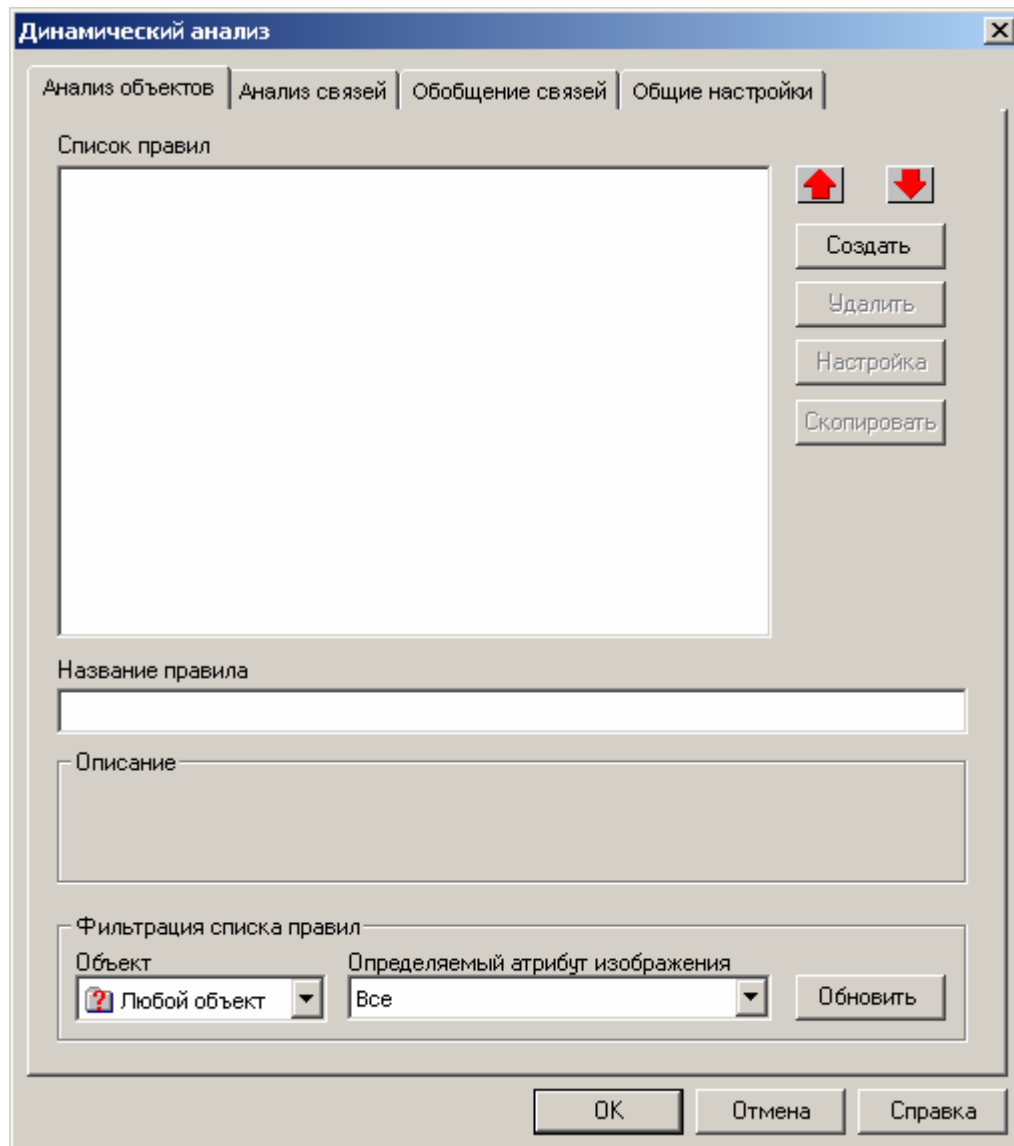 Динамический анализ
Анализ объектов
Анализ связей
Обобщение связей
Общие настройки
Список правил
Создать
Удалить
Настройка
Скопировать
Название правила
Описание
Фильтрация списка правил
Объект
Определяемый атрибут изображения
Любой объект
Все
Обновить
OK
Отмена
Справка